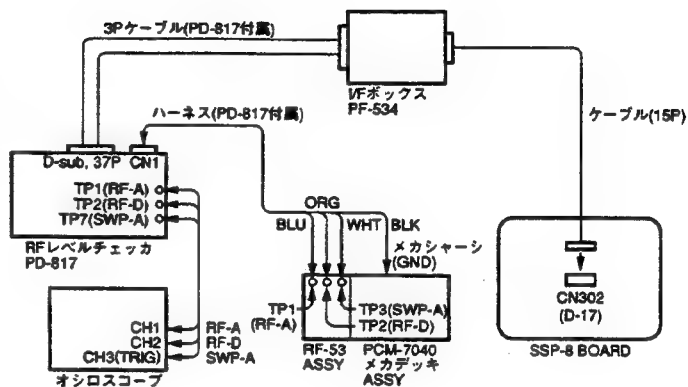 3Pケーブル(PD-817付属)
I/Fボックス
PF-534
ケーブル(15P)
ハーネス(PD-817付属)
D-sub, 37P CN1
TP1(RF-A)
TP2(RF-D)
TP7(SWP-A)
RFレベルチェッカ
PD-817
ORG
BLU
WHT
BLK
メカシャーシ
(GND)
TP1
(RF-A)
TP3(SWP-A)
TP2(RF-D)
RF-53
ASSY
PCM-7040
メカデッキ
ASSY
CN302
(D-17)
SSP-8 BOARD
CH1 RF-A
CH2 RF-D
CH3(TRIG) SWP-A
オシロスコープ